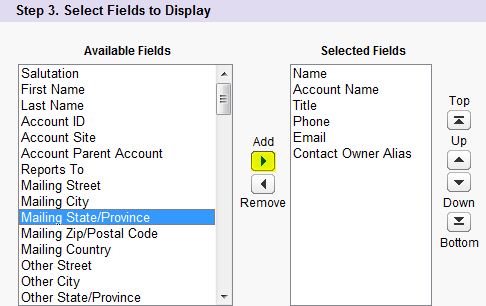 Step 3. Select Fields to Display
Available Fields
Selected Fields
Salutation
First Name
Last Name
Account ID
Account Site
Account Parent Account
Reports To
Mailing Street
Mailing City
Mailing State/Province
Mailing Zip/Postal Code
Mailing Country
Other Street
Other City
Other State/Province
Add
Remove
Name
Account Name
Title
Phone
Email
Contact Owner Alias
Top
Up
Down
Bottom